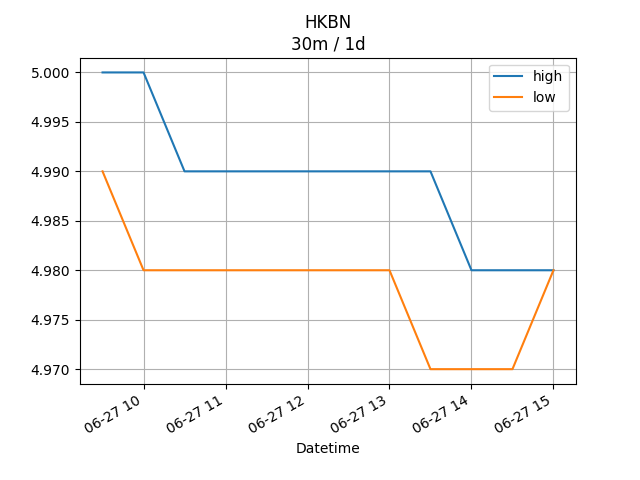 HKBN
30m / 1d
high
low
5.000
4.995
4.990
4.985
4.980
4.975
4.970
06-27 10
06-27 11
06-27 12
06-27 13
06-27 14
06-27 15
Datetime